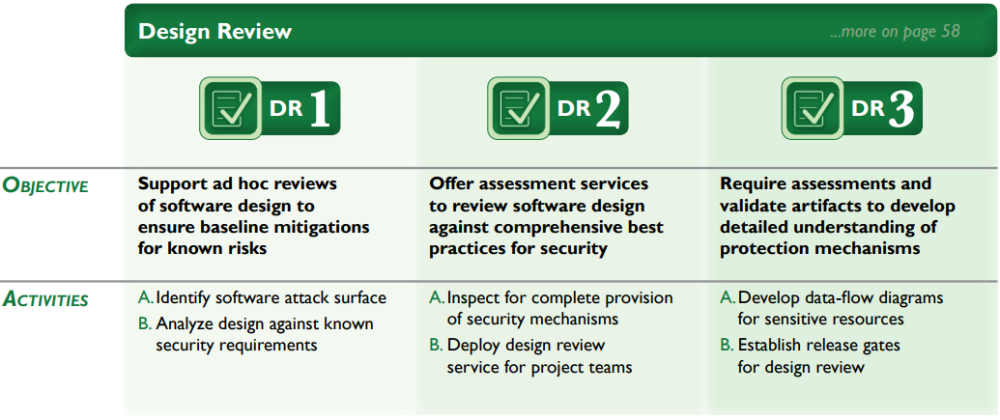 Design Review
...more on page 58
DR 1
DR 2
DR 3
OBJECTIVE
Support ad hoc reviews
of software design to
ensure baseline mitigations
for known risks
Offer assessment services
to review software design
against comprehensive best
practices for security
Require assessments and
validate artifacts to develop
detailed understanding of
protection mechanisms
ACTIVITIES
A. Identify software attack surface
B. Analyze design against known
security requirements
A. Inspect for complete provision
of security mechanisms
B. Deploy design review
service for project teams
A. Develop data-flow diagrams
for sensitive resources
B. Establish release gates
for design review